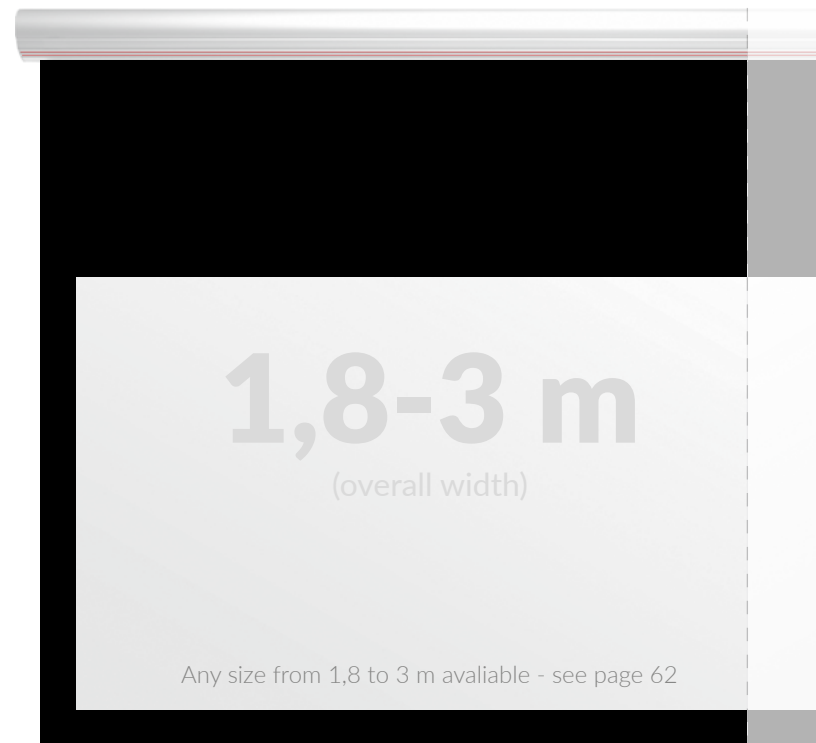 1,8-3 m
(overall width)
Any size from 1,8 to 3 m avaliable - see page 62